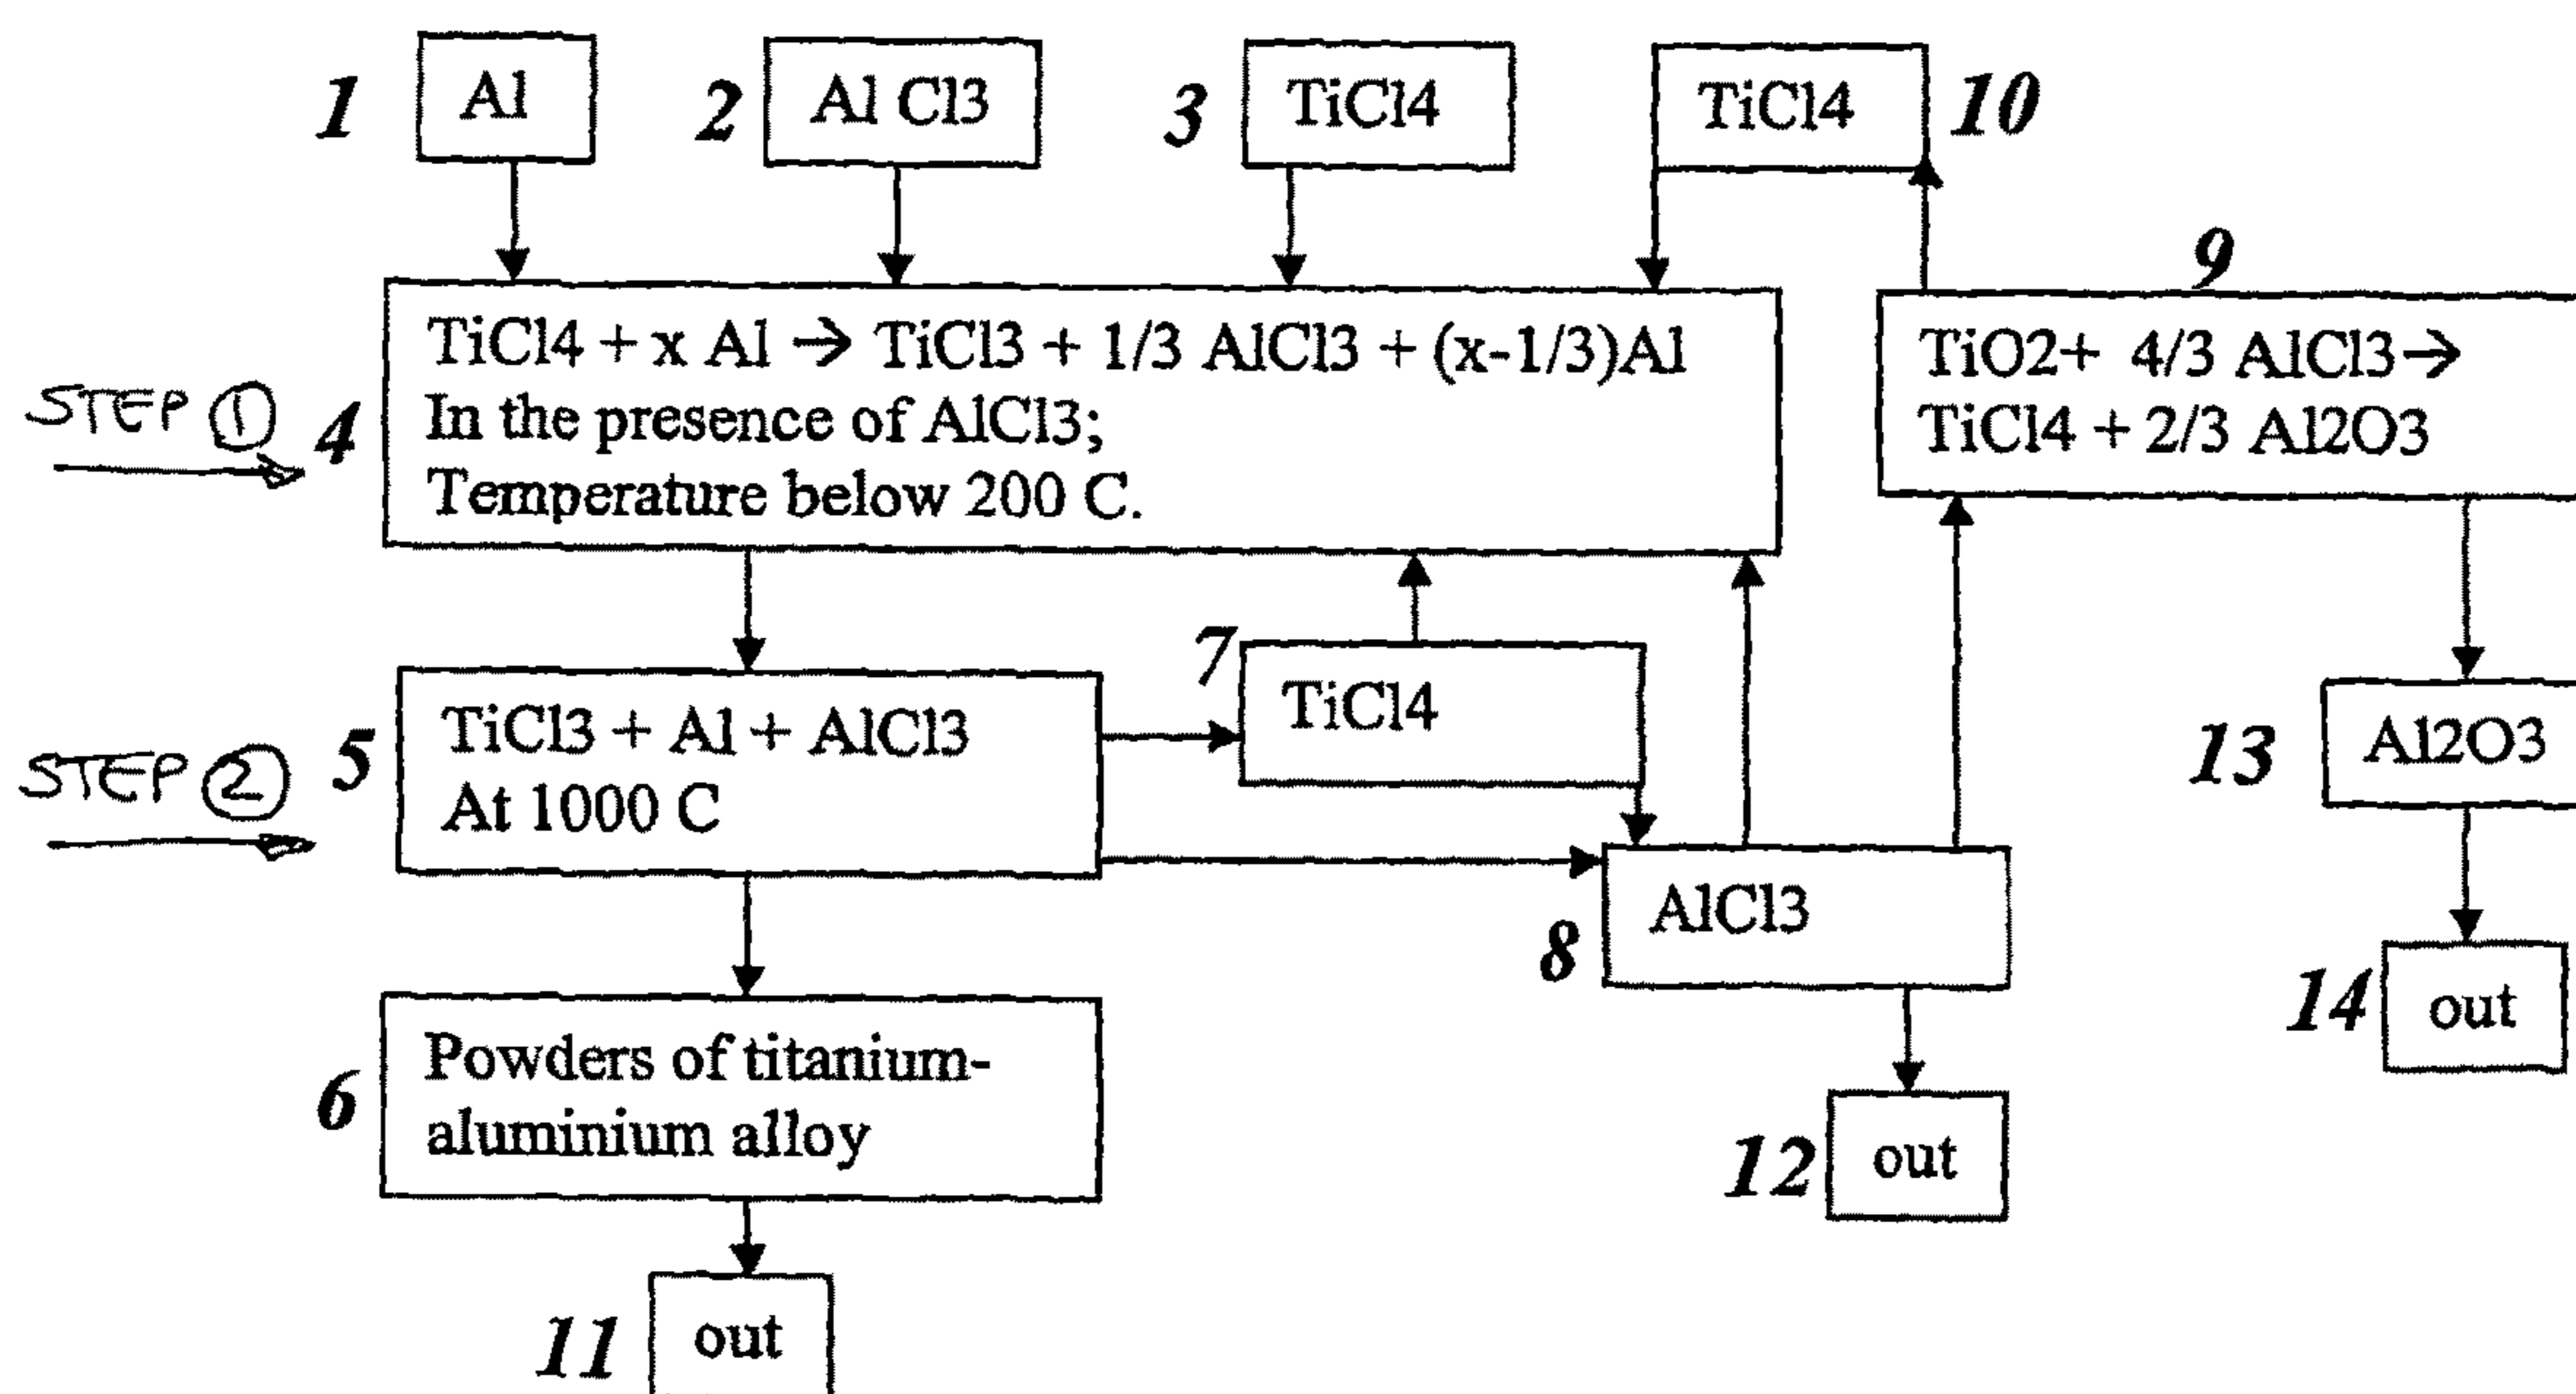 1
Al
2
Al Cl3
3
TiCl4
TiCl4
10
9
TiCl4 + x Al → TiCl3 + 1/3 AlCl3 + (x-1/3)Al
In the presence of AlCl3;
Temperature below 200 C.
STEP ①
4
TiO2+ 4/3 AlCl3→
TiCl4 + 2/3 Al2O3
7
TiCl4
STEP ②
5
TiCl3 + Al + AlCl3
At 1000 C
13
Al2O3
8
AlCl3
14
out
6
Powders of titanium-
aluminium alloy
12
out
11
out